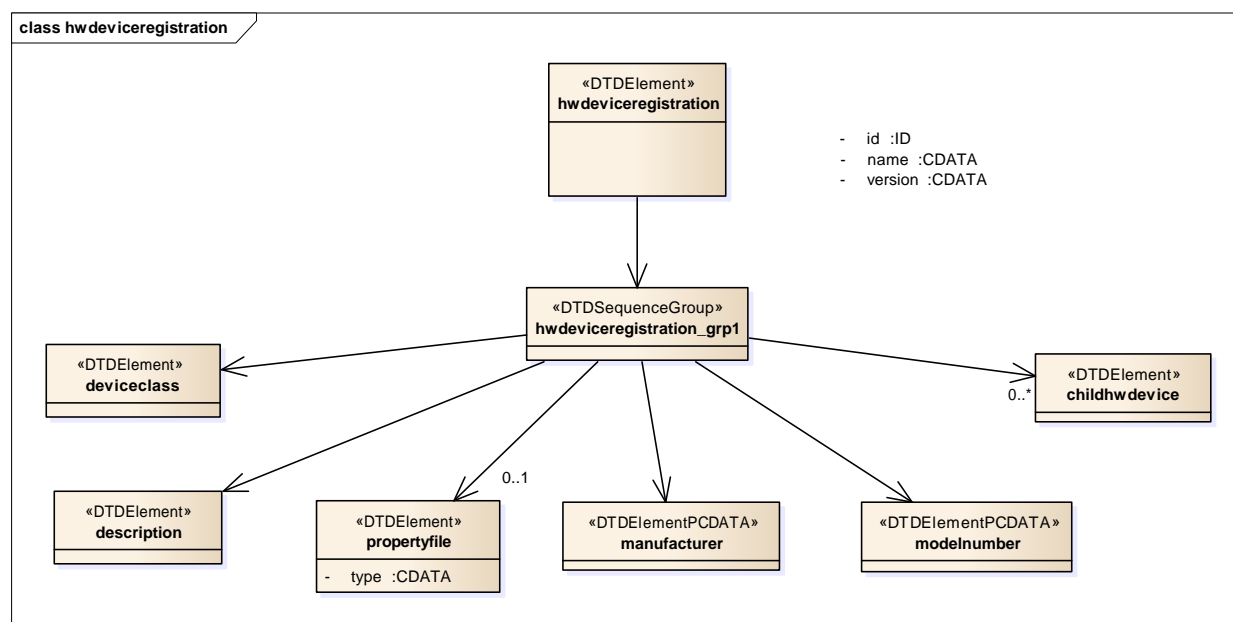 class hwdeviceregistration
«DTDElement»
hwdeviceregistration
- id :ID
- name :CDATA
- version :CDATA
«DTDSequenceGroup»
hwdeviceregistration_grp1
«DTDElement»
deviceclass
«DTDElement»
childhwdevice
0..*
0..1
«DTDElement»
description
«DTDElement»
propertyfile
- type :CDATA
«DTDElementPCDATA»
manufacturer
«DTDElementPCDATA»
modelnumber